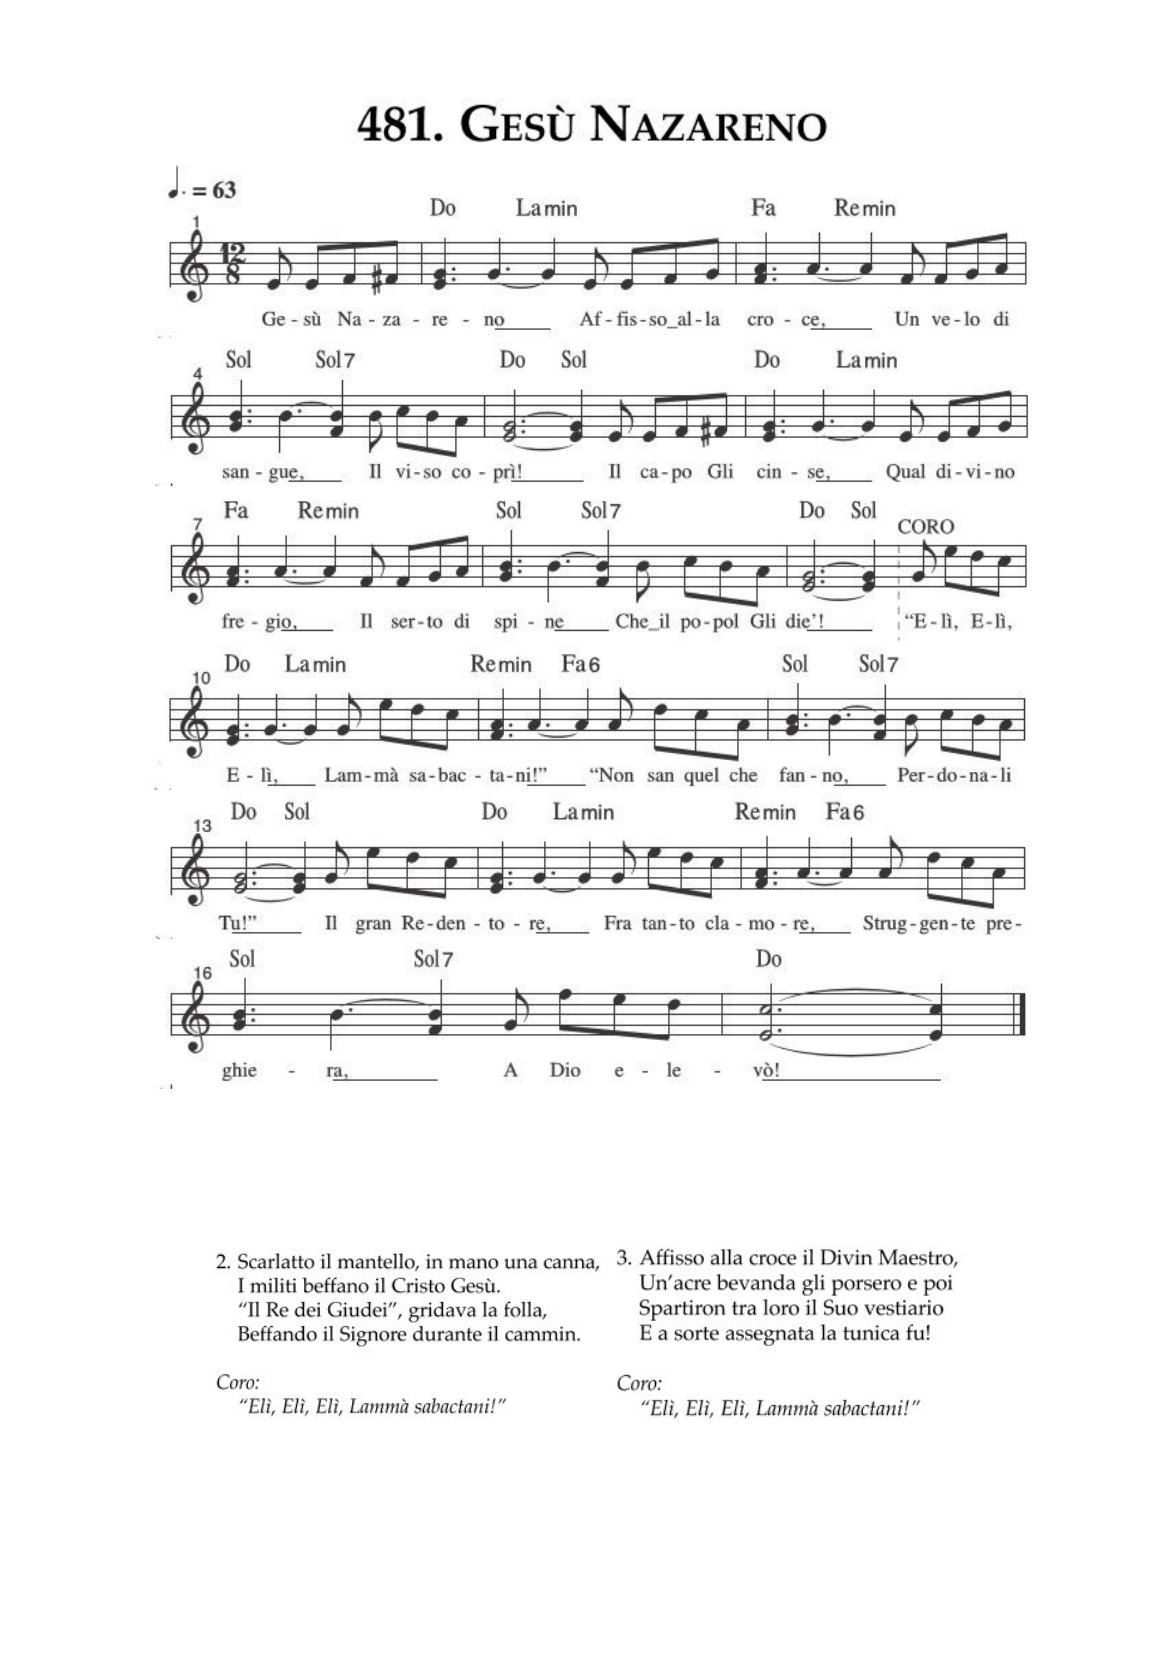 481. GESÙ NAZARENO
♩. = 63
Do Lamin Fa Remin
1
12
8
Ge - sù Na - za - re - no Af - fis - so_al - la cro - ce, Un ve - lo di
Sol Sol7 Do Sol Do Lamin
4
san - gue, Il vi - so co - prì! Il ca - po Gli cin - se, Qual di - vi - no
Fa Remin Sol Sol7 Do Sol
CORO
7
fre - gio, Il ser - to di spi - ne Che_il po - pol Gli die’! “E - lì, E - lì,
Do Lamin Remin Fa6 Sol Sol7
10
E - lì, Lam - mà sa - bac - ta - ni!” “Non san quel che fan - no, Per - do - na - li
Do Sol Do Lamin Remin Fa6
13
Tu!” Il gran Re - den - to - re, Fra tan - to cla - mo - re, Strug - gen - te pre -
Sol Sol7 Do
16
ghie - ra, A Dio e - le - vò!
2. Scarlatto il mantello, in mano una canna,
I militi beffano il Cristo Gesù.
“Il Re dei Giudei”, gridava la folla,
Beffando il Signore durante il cammin.
Coro:
“Elì, Elì, Elì, Lammà sabactani!”
3. Affisso alla croce il Divin Maestro,
Un’acre bevanda gli porsero e poi
Spartiron tra loro il Suo vestiario
E a sorte assegnata la tunica fu!
Coro:
“Elì, Elì, Elì, Lammà sabactani!”